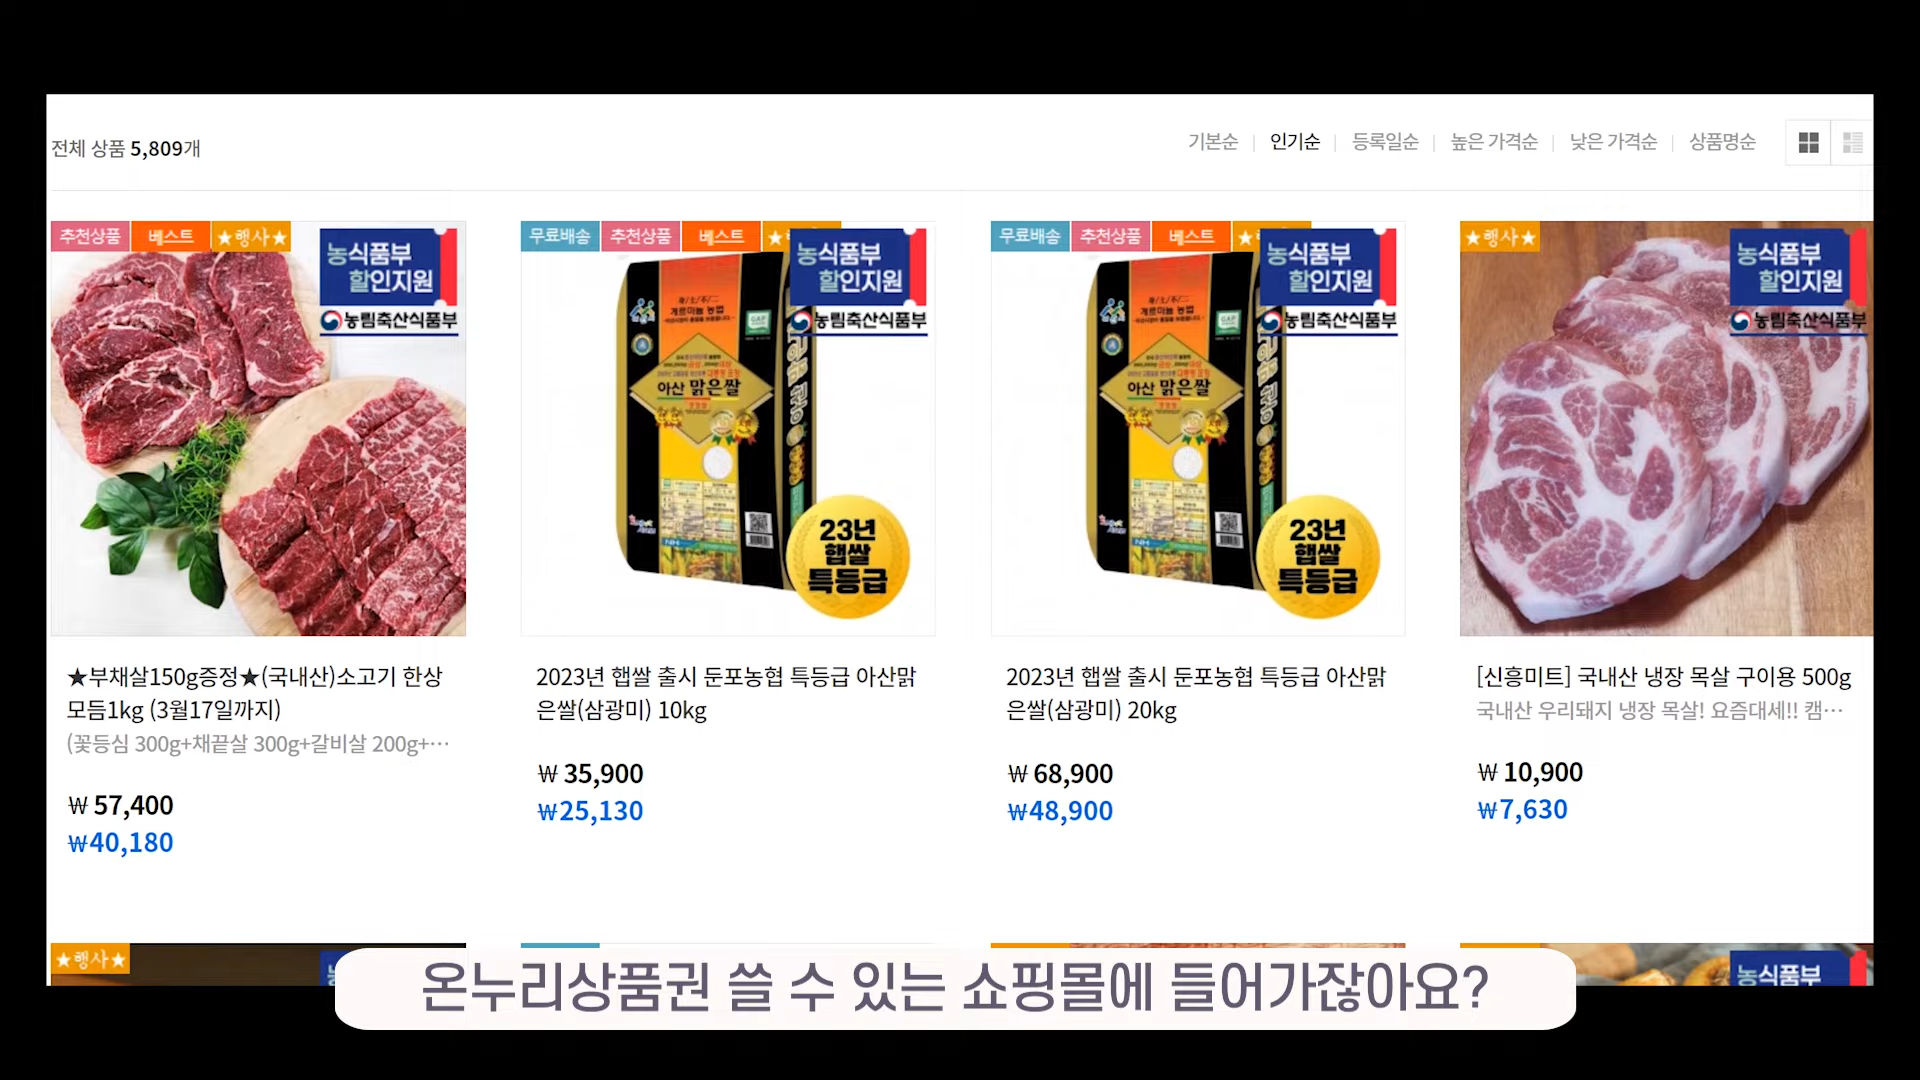 전체 상품 5,809개
기본순 | 인기순 | 등록일순 | 높은 가격순 | 낮은 가격순 | 상품명순
추천상품 베스트 ★행사★
농식품부
할인지원
농림축산식품부
무료배송 추천상품 베스트
농식품부
할인지원
농림축산식품부
게르마늄 농법
GAP
아산 맑은쌀
NH
23년
햅쌀
특등급
무료배송 추천상품 베스트
농식품부
할인지원
농림축산식품부
게르마늄 농법
GAP
아산 맑은쌀
NH
23년
햅쌀
특등급
★행사★
농식품부
할인지원
농림축산식품부
★부채살150g증정★(국내산)소고기 한상
모듬1kg (3월17일까지)
(꽃등심 300g+채끝살 300g+갈비살 200g+…
₩ 57,400
₩40,180
2023년 햅쌀 출시 둔포농협 특등급 아산맑
은쌀(삼광미) 10kg
₩ 35,900
₩25,130
2023년 햅쌀 출시 둔포농협 특등급 아산맑
은쌀(삼광미) 20kg
₩ 68,900
₩48,900
[신흥미트] 국내산 냉장 목살 구이용 500g
국내산 우리돼지 냉장 목살! 요즘대세!! 캠…
₩ 10,900
₩7,630
★행사★
농식품부
온누리상품권 쓸 수 있는 쇼핑몰에 들어가잖아요?